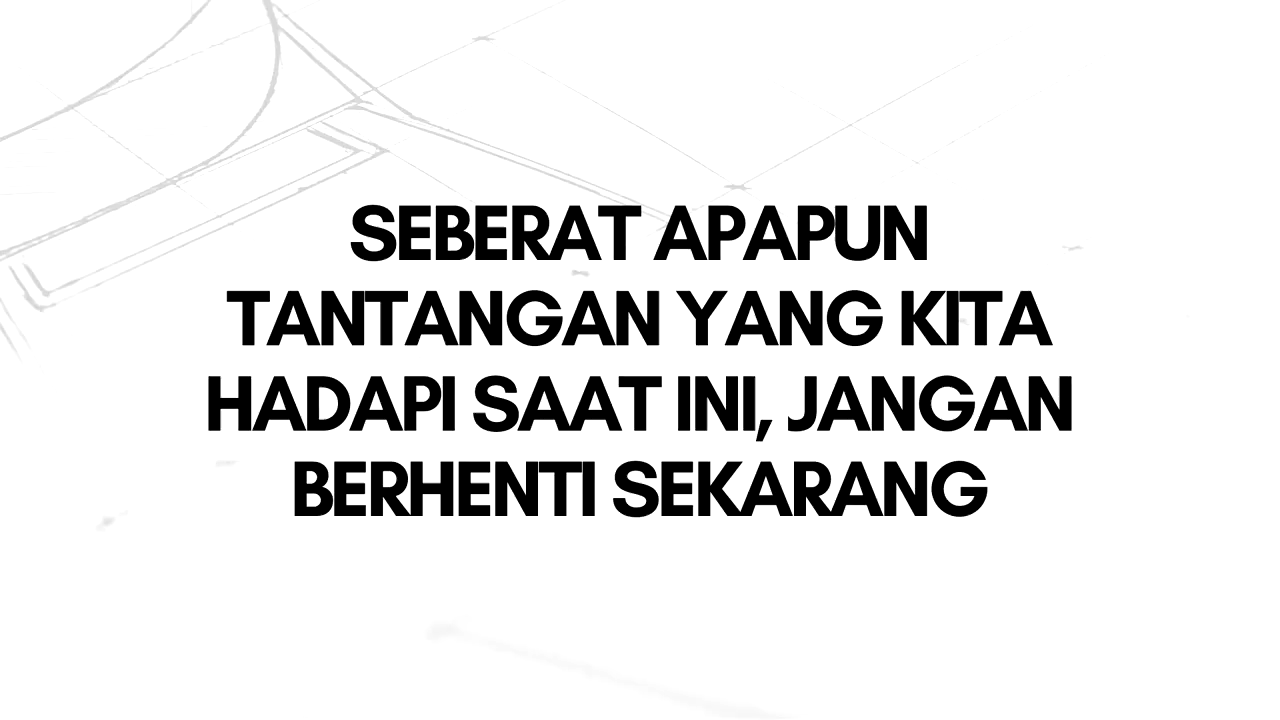 SEBERAT APAPUN
TANTANGAN YANG KITA
HADAPI SAAT INI, JANGAN
BERHENTI SEKARANG